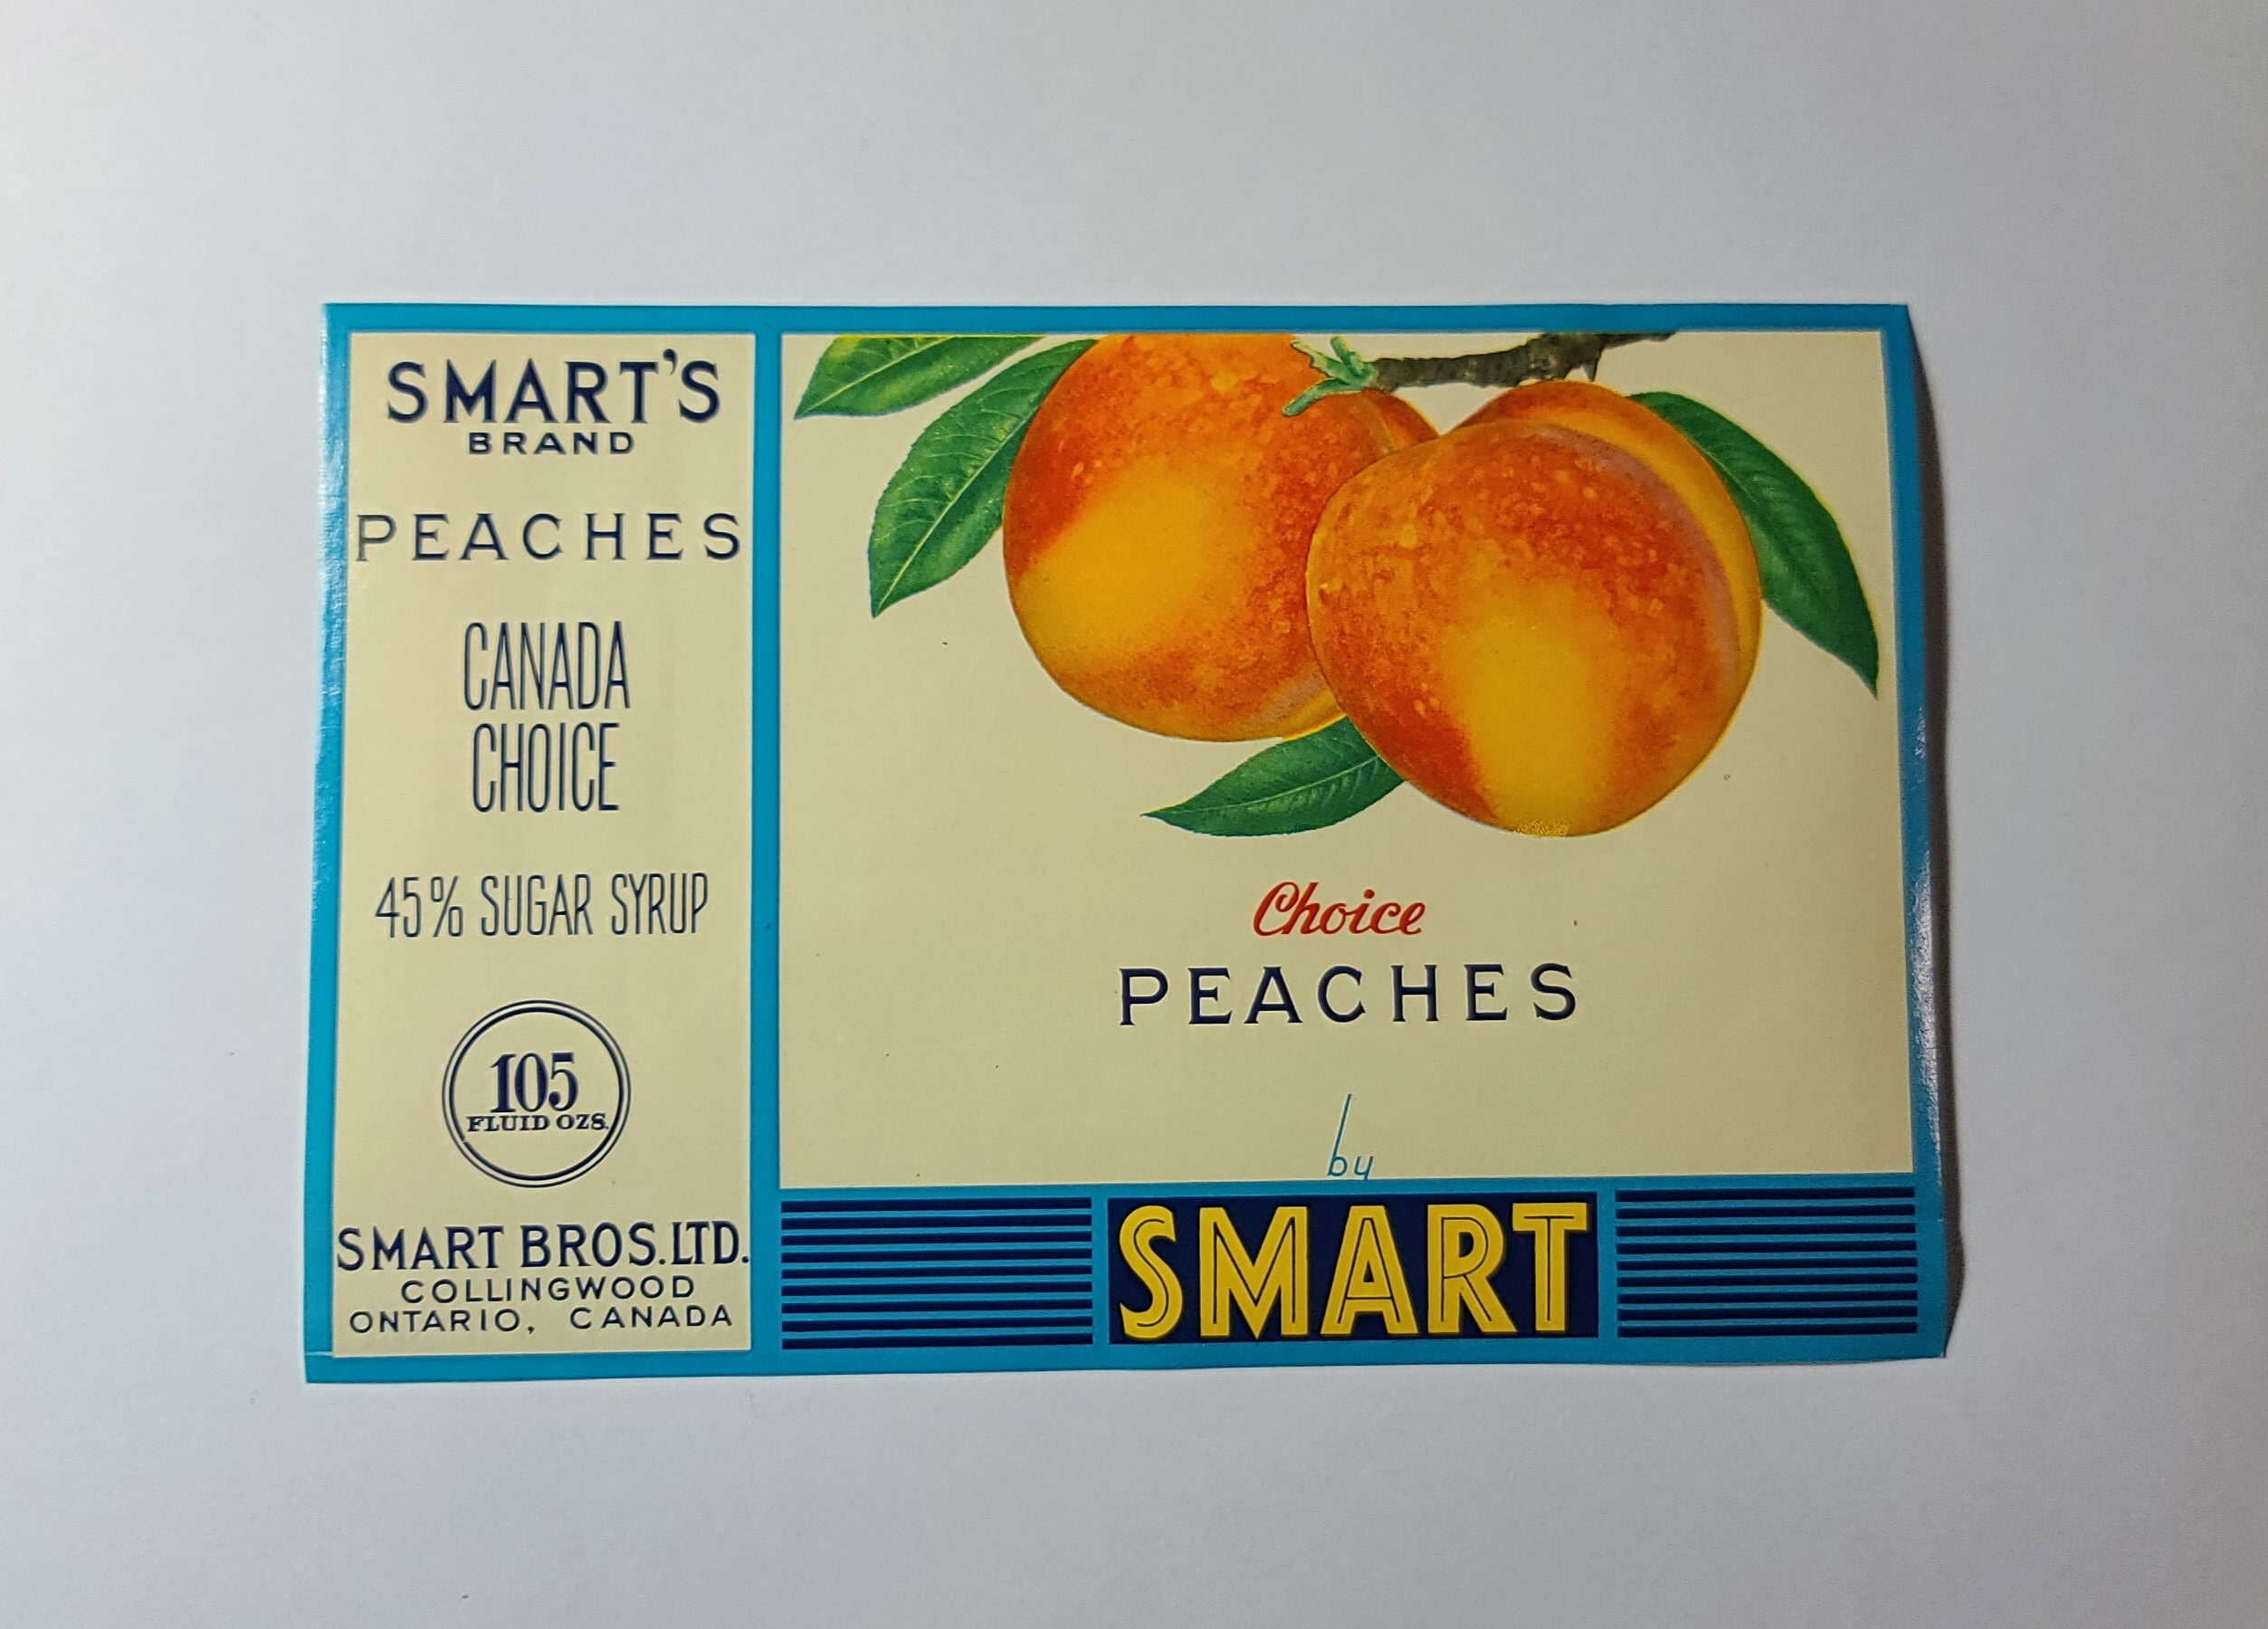 SMART'S
BRAND
PEACHES
CANADA
CHOICE
45% SUGAR SYRUP
105
FLUID OZS.
SMART BROS. LTD.
COLLINGWOOD
ONTARIO, CANADA
Choice
PEACHES
by
SMART